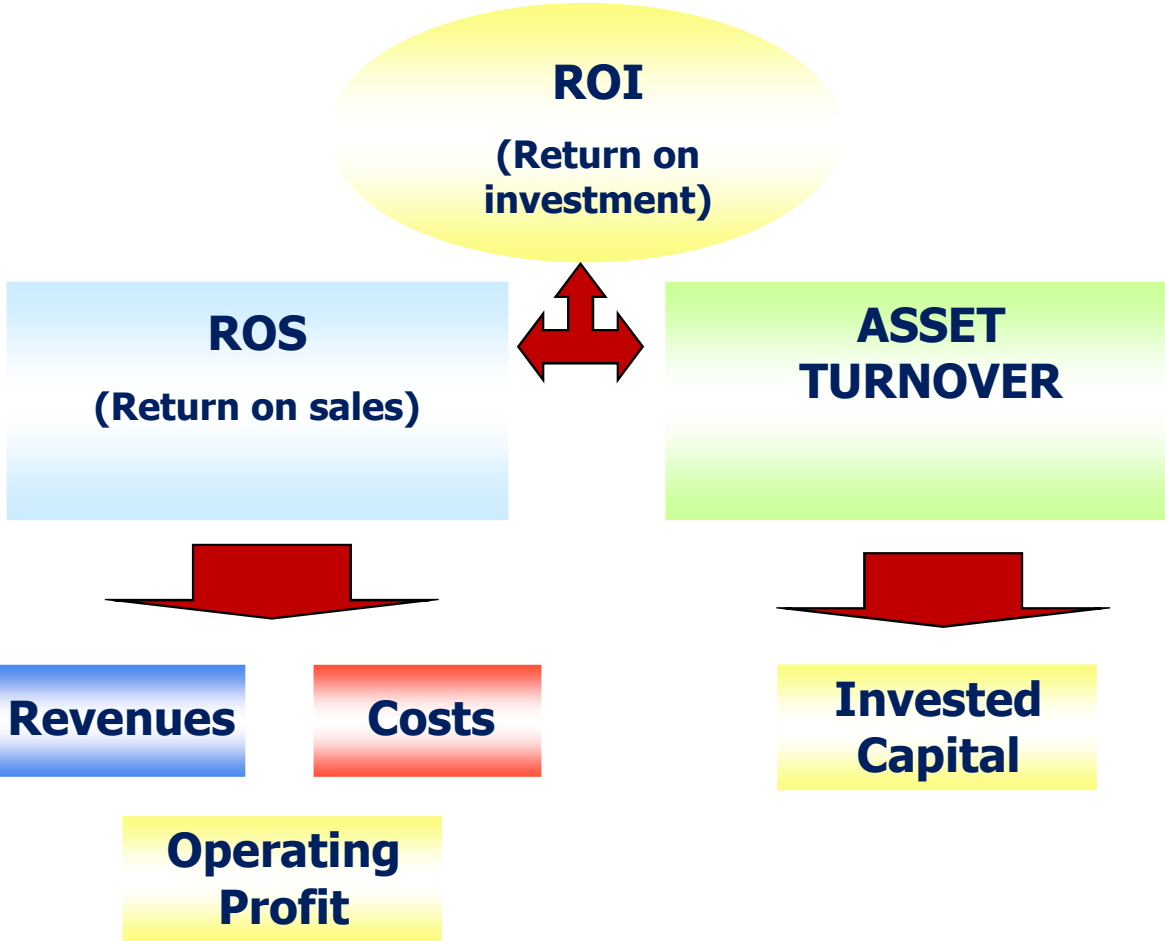 ROI
(Return on
investment)
ROS
(Return on sales)
ASSET
TURNOVER
Revenues
Costs
Invested
Capital
Operating
Profit